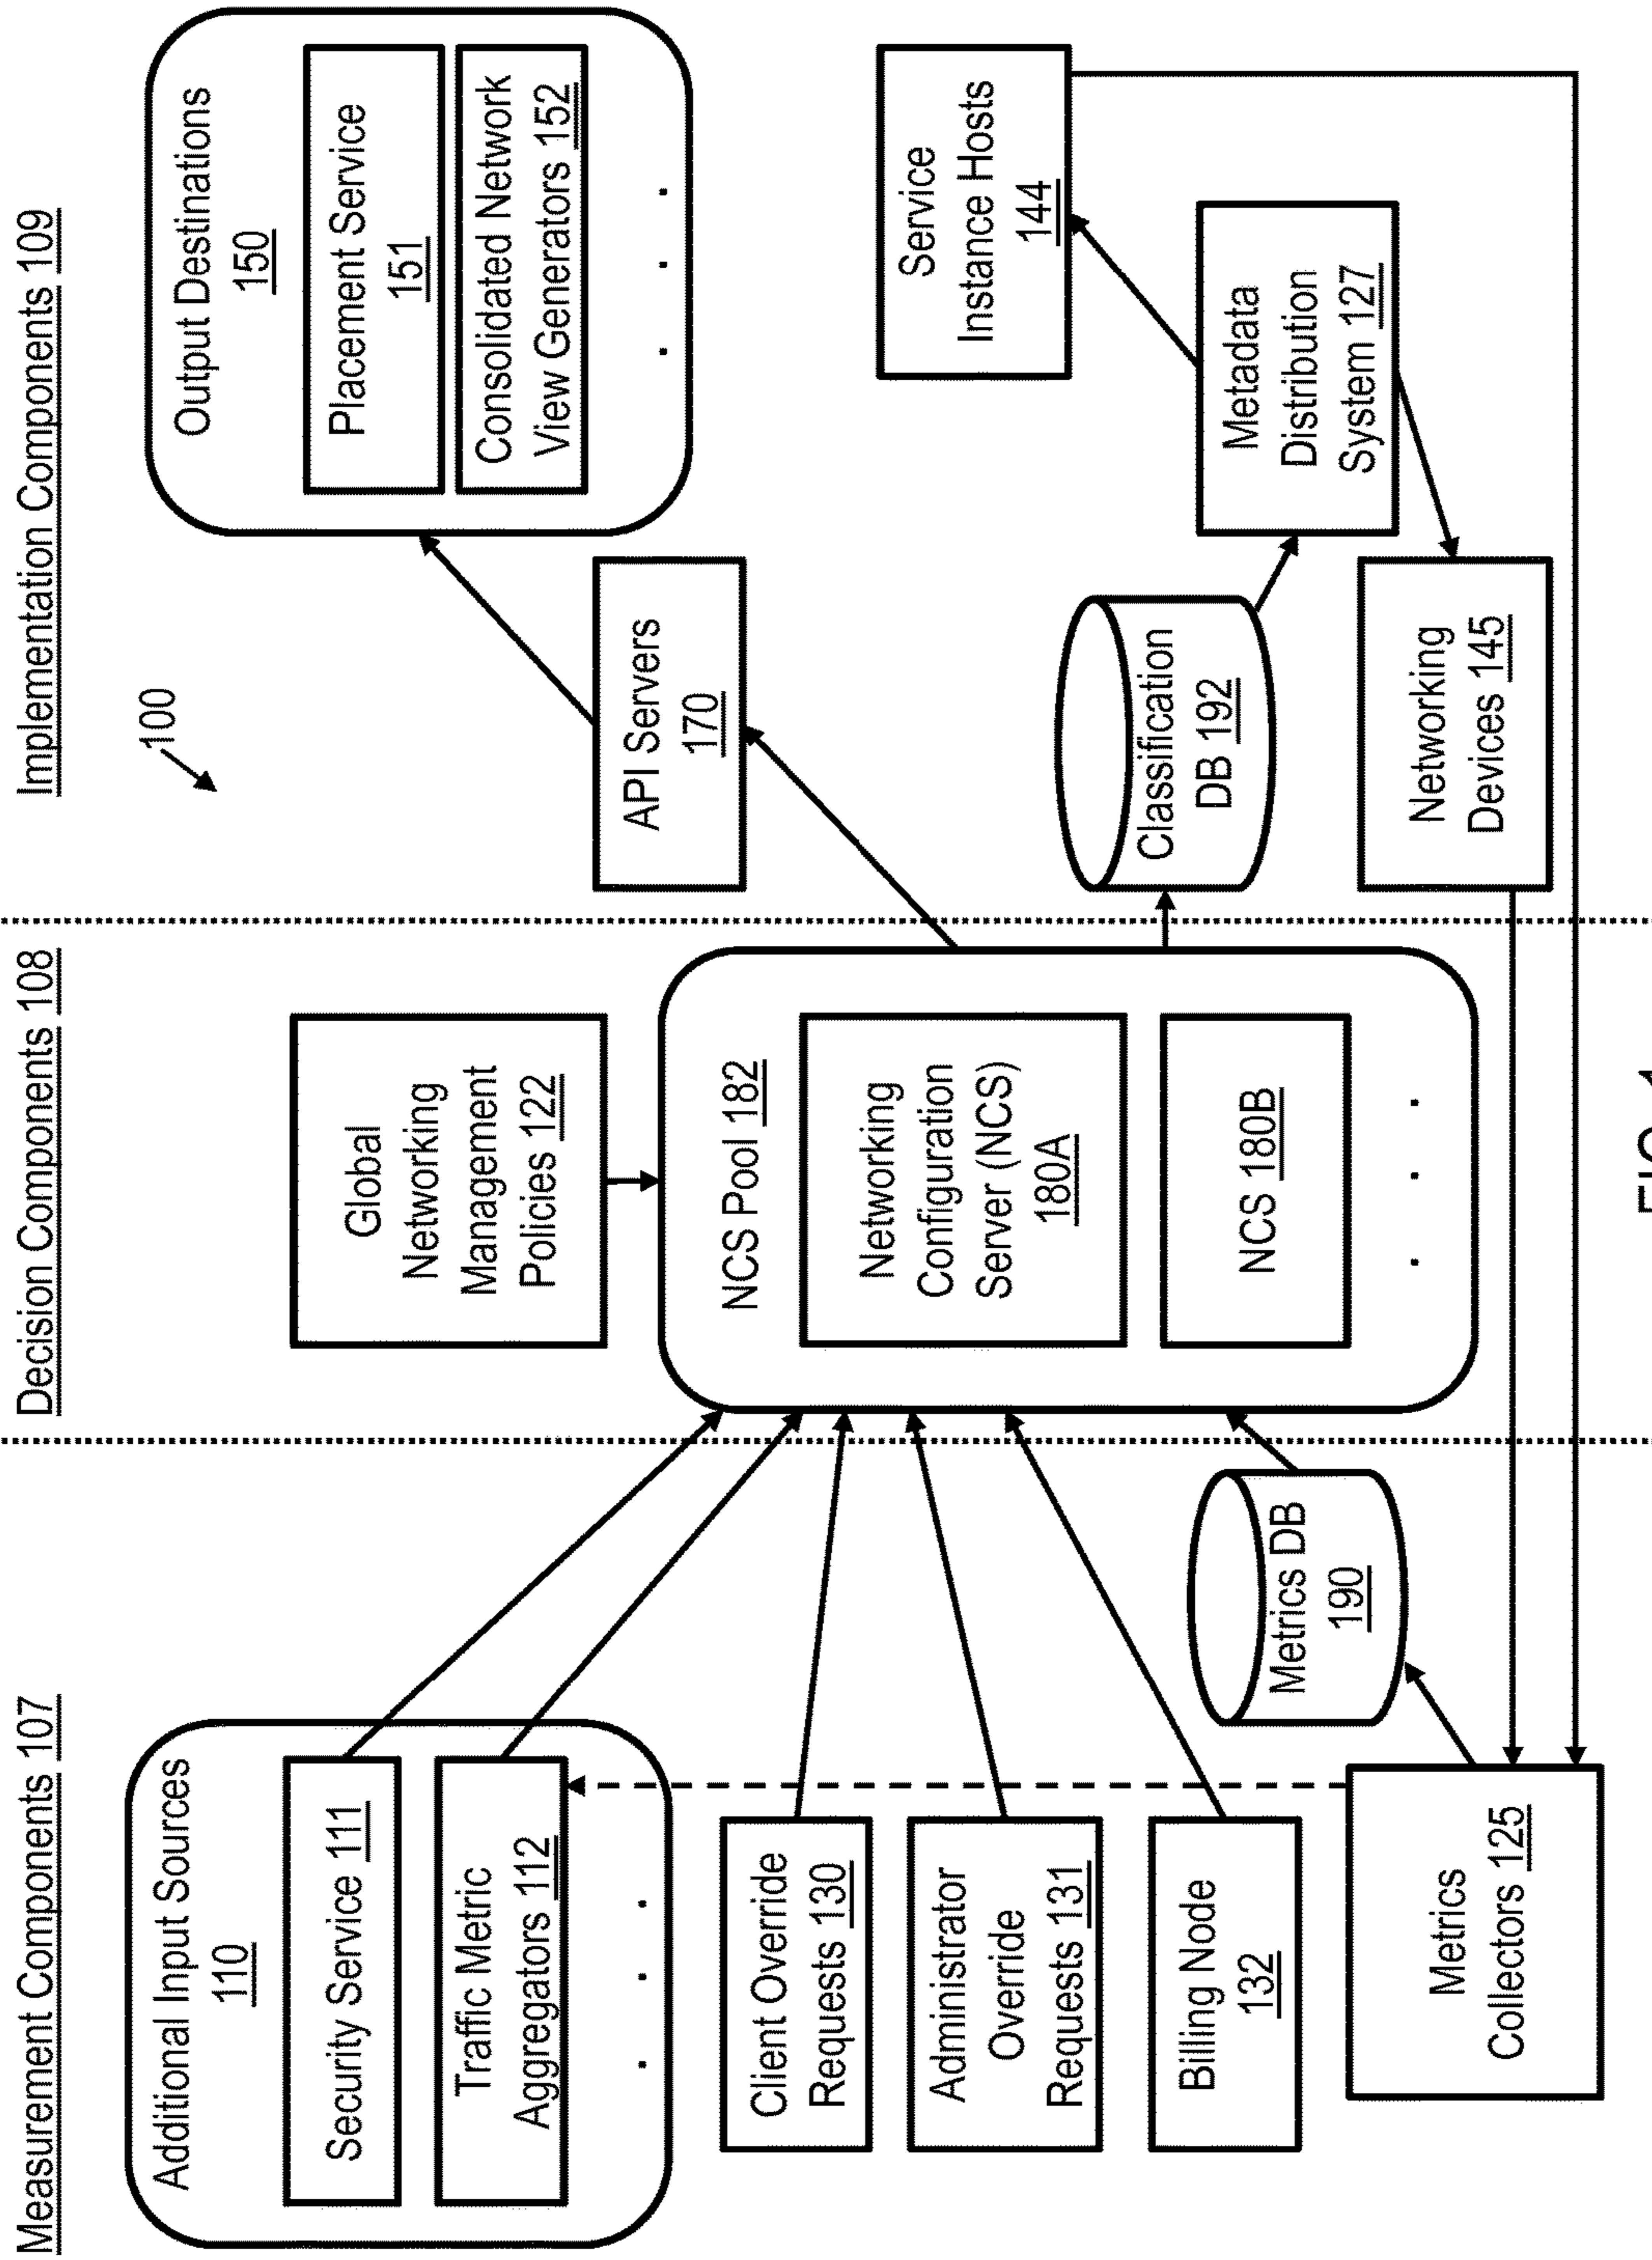 Measurement Components 107
Decision Components 108
Implementation Components 109
100
Additional Input Sources
110
Security Service 111
Traffic Metric
Aggregators 112
. . .
Client Override
Requests 130
Administrator
Override
Requests 131
Billing Node
132
Metrics DB
190
Metrics
Collectors 125
Global
Networking
Management
Policies 122
NCS Pool 182
Networking
Configuration
Server (NCS)
180A
NCS 180B
. . .
Output Destinations
150
Placement Service
151
Consolidated Network
View Generators 152
. . .
API Servers
170
Service
Instance Hosts
144
Classification
DB 192
Metadata
Distribution
System 127
Networking
Devices 145